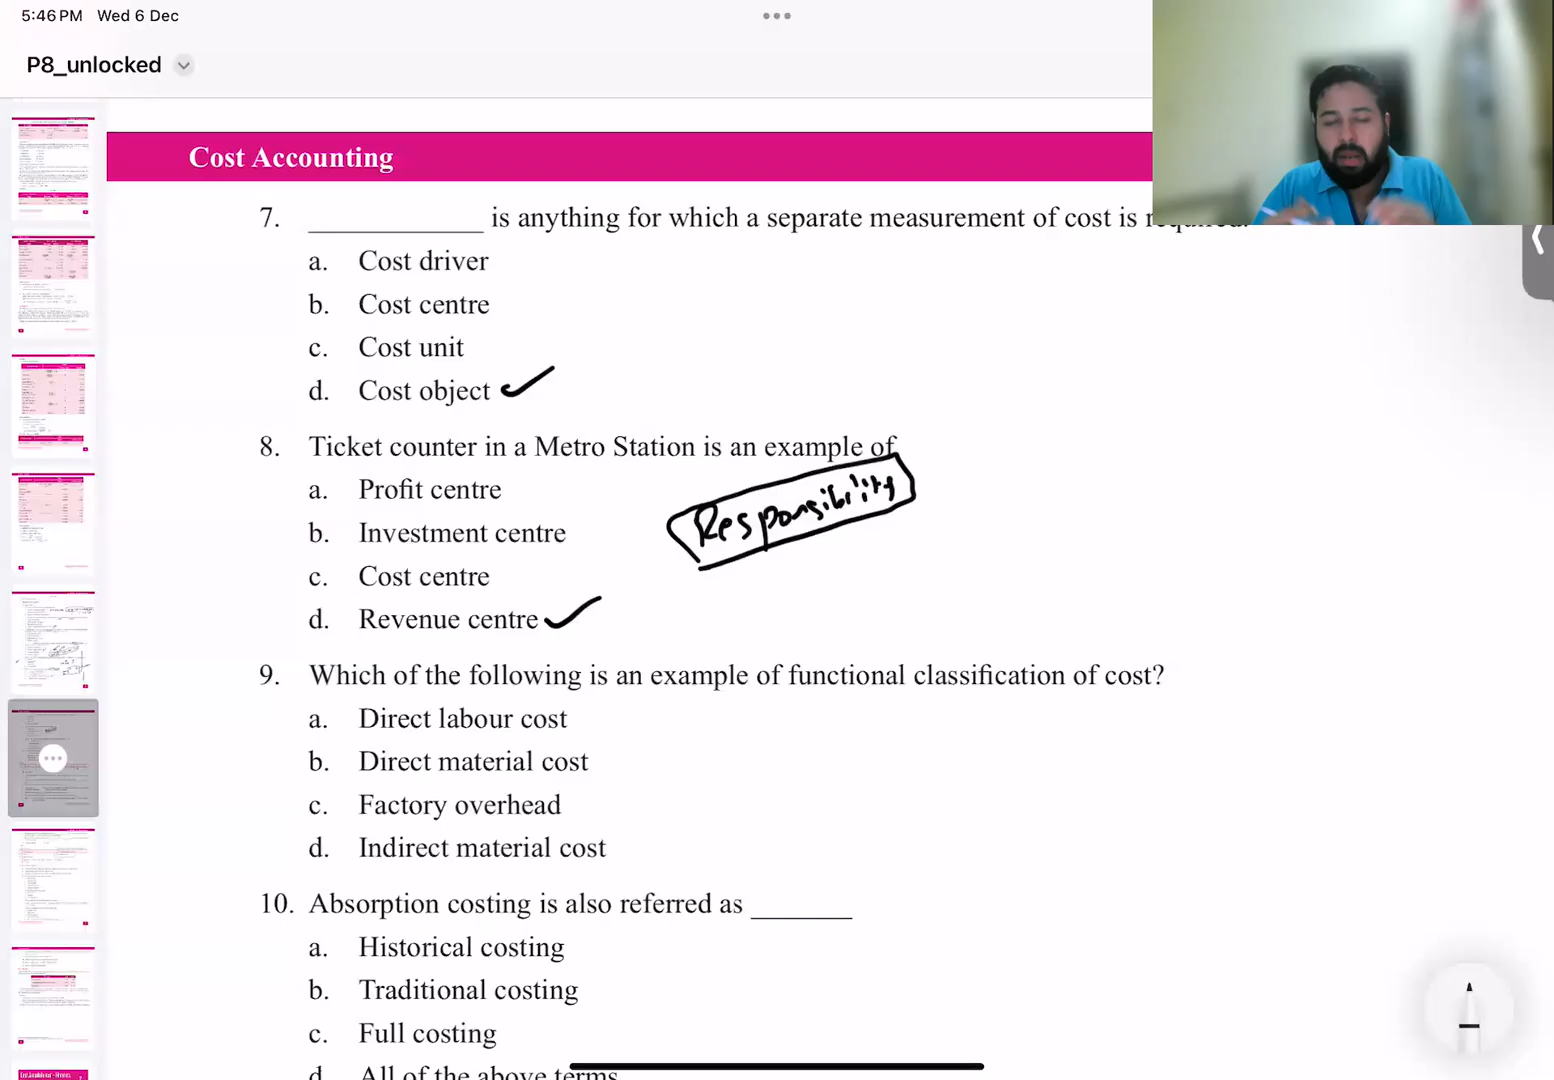 5:46 PM Wed 6 Dec
P8_unlocked
Cost Accounting
7. __________ is anything for which a separate measurement of cost is required.
a. Cost driver
b. Cost centre
c. Cost unit
d. Cost object
8. Ticket counter in a Metro Station is an example of
a. Profit centre
Responsibility
b. Investment centre
c. Cost centre
d. Revenue centre
9. Which of the following is an example of functional classification of cost?
a. Direct labour cost
b. Direct material cost
c. Factory overhead
d. Indirect material cost
10. Absorption costing is also referred as _______
a. Historical costing
b. Traditional costing
c. Full costing
d. All of the above terms